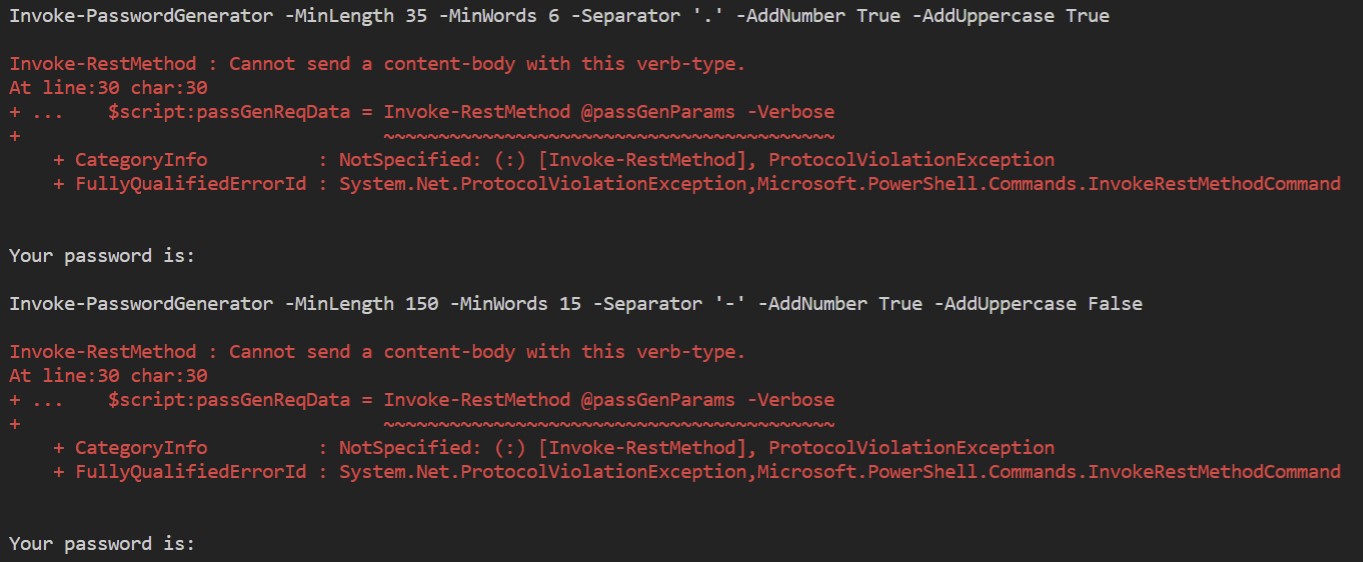 Invoke-PasswordGenerator -MinLength 35 -MinWords 6 -Separator '.' -AddNumber True -AddUppercase True
Invoke-RestMethod : Cannot send a content-body with this verb-type.
At line:30 char:30
+ ...    $script:passGenReqData = Invoke-RestMethod @passGenParams -Verbose
+                                 ~~~~~~~~~~~~~~~~~~~~~~~~~~~~~~~~~~~~~~~~~
    + CategoryInfo          : NotSpecified: (:) [Invoke-RestMethod], ProtocolViolationException
    + FullyQualifiedErrorId : System.Net.ProtocolViolationException,Microsoft.PowerShell.Commands.InvokeRestMethodCommand
Your password is:
Invoke-PasswordGenerator -MinLength 150 -MinWords 15 -Separator '-' -AddNumber True -AddUppercase False
Invoke-RestMethod : Cannot send a content-body with this verb-type.
At line:30 char:30
+ ...    $script:passGenReqData = Invoke-RestMethod @passGenParams -Verbose
+                                 ~~~~~~~~~~~~~~~~~~~~~~~~~~~~~~~~~~~~~~~~~
    + CategoryInfo          : NotSpecified: (:) [Invoke-RestMethod], ProtocolViolationException
    + FullyQualifiedErrorId : System.Net.ProtocolViolationException,Microsoft.PowerShell.Commands.InvokeRestMethodCommand
Your password is: